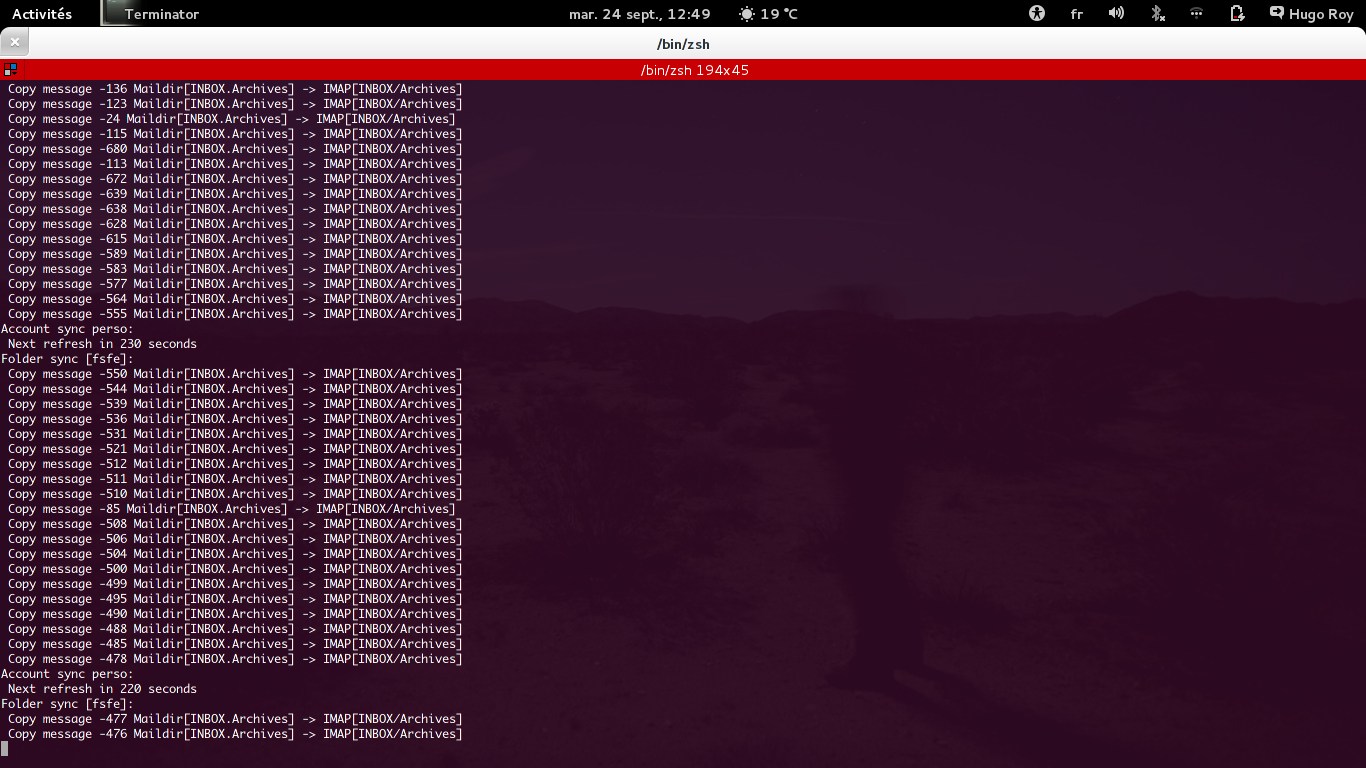 Activités Terminator mar. 24 sept., 12:49 19 °C fr Hugo Roy
/bin/zsh
/bin/zsh 194x45
Copy message -136 Maildir[INBOX.Archives] -> IMAP[INBOX/Archives]
Copy message -123 Maildir[INBOX.Archives] -> IMAP[INBOX/Archives]
Copy message -24 Maildir[INBOX.Archives] -> IMAP[INBOX/Archives]
Copy message -115 Maildir[INBOX.Archives] -> IMAP[INBOX/Archives]
Copy message -680 Maildir[INBOX.Archives] -> IMAP[INBOX/Archives]
Copy message -113 Maildir[INBOX.Archives] -> IMAP[INBOX/Archives]
Copy message -672 Maildir[INBOX.Archives] -> IMAP[INBOX/Archives]
Copy message -639 Maildir[INBOX.Archives] -> IMAP[INBOX/Archives]
Copy message -638 Maildir[INBOX.Archives] -> IMAP[INBOX/Archives]
Copy message -628 Maildir[INBOX.Archives] -> IMAP[INBOX/Archives]
Copy message -615 Maildir[INBOX.Archives] -> IMAP[INBOX/Archives]
Copy message -589 Maildir[INBOX.Archives] -> IMAP[INBOX/Archives]
Copy message -583 Maildir[INBOX.Archives] -> IMAP[INBOX/Archives]
Copy message -577 Maildir[INBOX.Archives] -> IMAP[INBOX/Archives]
Copy message -564 Maildir[INBOX.Archives] -> IMAP[INBOX/Archives]
Copy message -555 Maildir[INBOX.Archives] -> IMAP[INBOX/Archives]
Account sync perso:
Next refresh in 230 seconds
Folder sync [fsfe]:
Copy message -550 Maildir[INBOX.Archives] -> IMAP[INBOX/Archives]
Copy message -544 Maildir[INBOX.Archives] -> IMAP[INBOX/Archives]
Copy message -539 Maildir[INBOX.Archives] -> IMAP[INBOX/Archives]
Copy message -536 Maildir[INBOX.Archives] -> IMAP[INBOX/Archives]
Copy message -531 Maildir[INBOX.Archives] -> IMAP[INBOX/Archives]
Copy message -521 Maildir[INBOX.Archives] -> IMAP[INBOX/Archives]
Copy message -512 Maildir[INBOX.Archives] -> IMAP[INBOX/Archives]
Copy message -511 Maildir[INBOX.Archives] -> IMAP[INBOX/Archives]
Copy message -510 Maildir[INBOX.Archives] -> IMAP[INBOX/Archives]
Copy message -85 Maildir[INBOX.Archives] -> IMAP[INBOX/Archives]
Copy message -508 Maildir[INBOX.Archives] -> IMAP[INBOX/Archives]
Copy message -506 Maildir[INBOX.Archives] -> IMAP[INBOX/Archives]
Copy message -504 Maildir[INBOX.Archives] -> IMAP[INBOX/Archives]
Copy message -500 Maildir[INBOX.Archives] -> IMAP[INBOX/Archives]
Copy message -499 Maildir[INBOX.Archives] -> IMAP[INBOX/Archives]
Copy message -495 Maildir[INBOX.Archives] -> IMAP[INBOX/Archives]
Copy message -490 Maildir[INBOX.Archives] -> IMAP[INBOX/Archives]
Copy message -488 Maildir[INBOX.Archives] -> IMAP[INBOX/Archives]
Copy message -485 Maildir[INBOX.Archives] -> IMAP[INBOX/Archives]
Copy message -478 Maildir[INBOX.Archives] -> IMAP[INBOX/Archives]
Account sync perso:
Next refresh in 220 seconds
Folder sync [fsfe]:
Copy message -477 Maildir[INBOX.Archives] -> IMAP[INBOX/Archives]
Copy message -476 Maildir[INBOX.Archives] -> IMAP[INBOX/Archives]